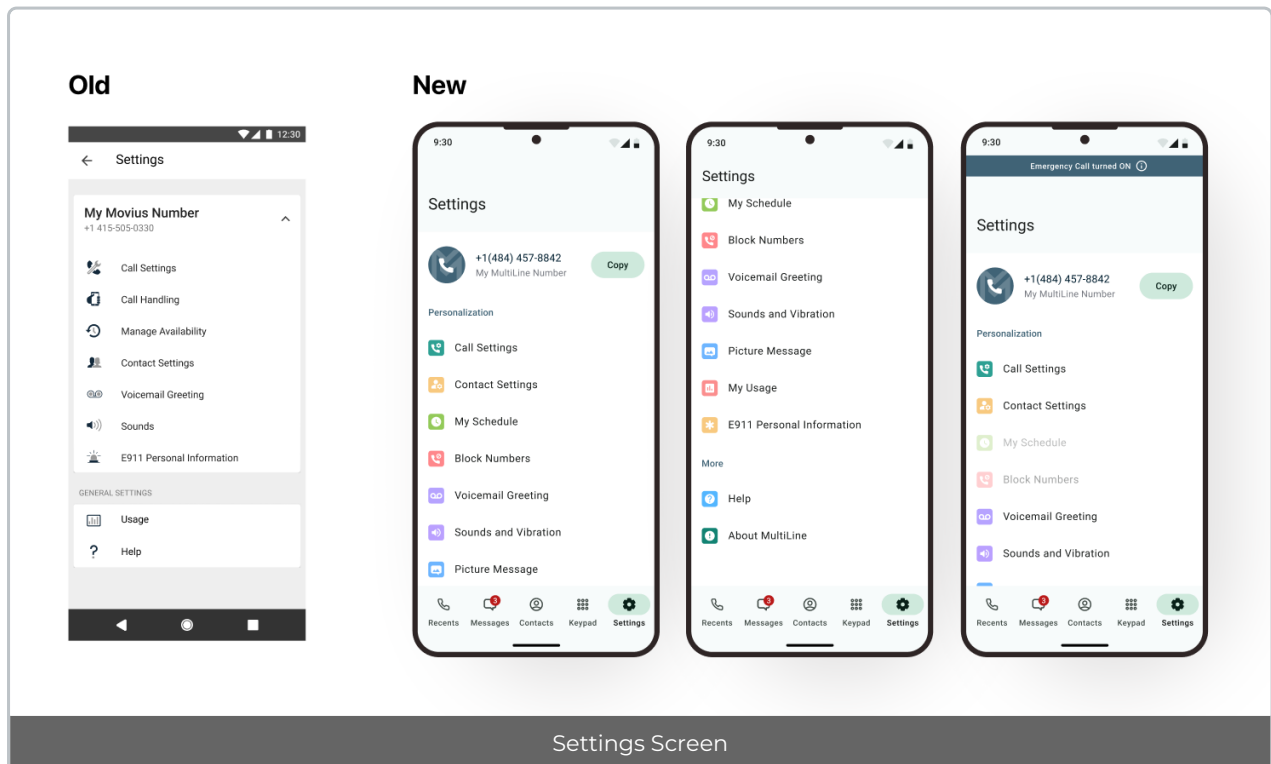 Old
New
12:30
Settings
My Movius Number
+1 415-505-0330
Call Settings
Call Handling
Manage Availability
Contact Settings
Voicemail Greeting
Sounds
E911 Personal Information
GENERAL SETTINGS
Usage
? Help
9:30
Settings
+1(484) 457-8842
My MultiLine Number
Copy
Personalization
Call Settings
Contact Settings
My Schedule
Block Numbers
Voicemail Greeting
Sounds and Vibration
Picture Message
3
Recents Messages Contacts Keypad Settings
9:30
Settings
My Schedule
Block Numbers
Voicemail Greeting
Sounds and Vibration
Picture Message
My Usage
E911 Personal Information
More
Help
About MultiLine
3
Recents Messages Contacts Keypad Settings
9:30
Emergency Call turned ON
Settings
+1(484) 457-8842
My MultiLine Number
Copy
Personalization
Call Settings
Contact Settings
My Schedule
Block Numbers
Voicemail Greeting
Sounds and Vibration
3
Recents Messages Contacts Keypad Settings
Settings Screen